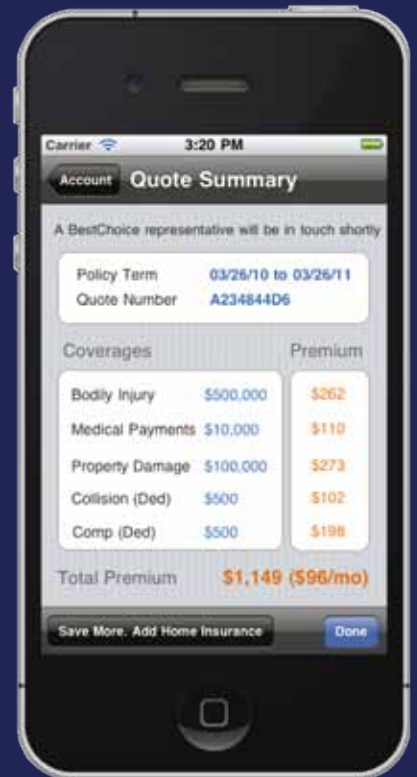 Carrier 3:20 PM
Account Quote Summary
A BestChoice representative will be in touch shortly
Policy Term 03/26/10 to 03/26/11
Quote Number A234844D6
Coverages Premium
Bodily Injury $500,000 $262
Medical Payments $10,000 $110
Property Damage $100,000 $273
Collision (Ded) $500 $102
Comp (Ded) $500 $198
Total Premium $1,149 ($96/mo)
Save More. Add Home Insurance Done